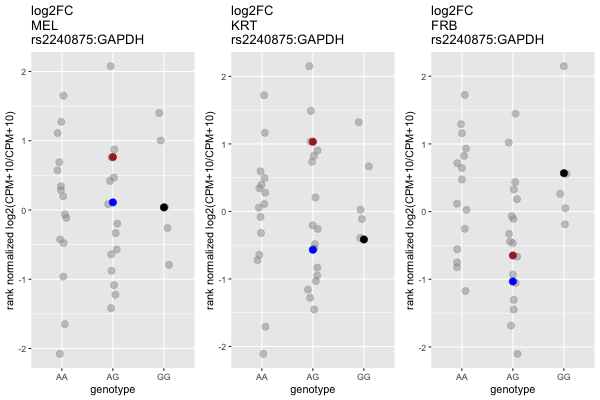 log2FC
MEL
rs2240875:GAPDH
rank normalized log2(CPM+10/CPM+10)
2
1
0
-1
-2
AA AG GG
genotype
log2FC
KRT
rs2240875:GAPDH
rank normalized log2(CPM+10/CPM+10)
2
1
0
-1
-2
AA AG GG
genotype
log2FC
FRB
rs2240875:GAPDH
rank normalized log2(CPM+10/CPM+10)
2
1
0
-1
-2
AA AG GG
genotype